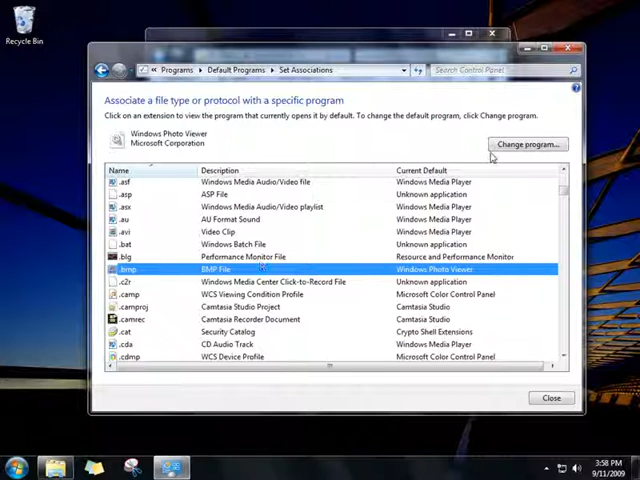 Recycle Bin
Programs
Default Programs
Set Associations
Search Control Panel
Associate a file type or protocol with a specific program
Click on an extension to view the program that currently opens it by default. To change the default program, click Change program...
Windows Photo Viewer
Microsoft Corporation
Change program...
Name Description Current Default
.asf Windows Media Audio/Video file Windows Media Player
.asp ASP File Unknown application
.asx Windows Media Audio/Video playlist Windows Media Player
.au AU Format Sound Windows Media Player
.avi Video Clip Windows Media Player
.bat Windows Batch File Unknown application
.blg Performance Monitor File Resource and Performance Monitor
.bmp BMP File Windows Photo Viewer
.c2r Windows Media Center Click-to-Record File Unknown application
.camp WCS Viewing Condition Profile Microsoft Color Control Panel
.camproj Camtasia Studio Project Camtasia Studio
.camrec Camtasia Recorder Document Camtasia Studio
.cat Security Catalog Crypto Shell Extensions
.cda CD Audio Track Windows Media Player
.cdmp WCS Device Profile Microsoft Color Control Panel
Close
3:58 PM
9/11/2009